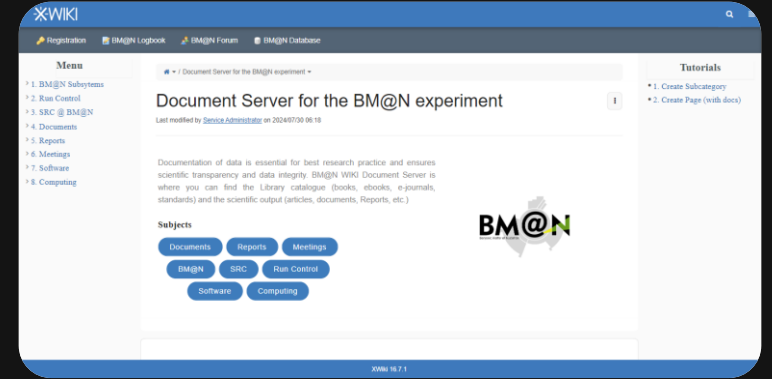 XWIKI
Registration BM@N Logbook BM@N Forum BM@N Database
Menu
1. BM@N Subsytems
2. Run Control
3. SRC @ BM@N
4. Documents
5. Reports
6. Meetings
7. Software
8. Computing
/ Document Server for the BM@N experiment
Document Server for the BM@N experiment
Last modified by Service Administrator on 2024/07/30 06:18
Documentation of data is essential for best research practice and ensures
scientific transparency and data integrity. BM@N WIKI Document Server is
where you can find the Library catalogue (books, ebooks, e-journals,
standards) and the scientific output (articles, documents, Reports, etc.)
Subjects
Documents Reports Meetings
BM@N SRC Run Control
Software Computing
BM@N
Tutorials
1. Create Subcategory
2. Create Page (with docs)
XWiki 16.7.1